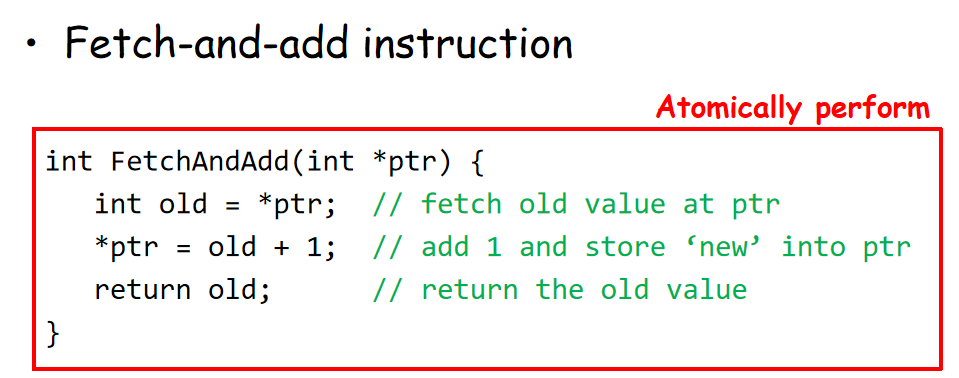 • Fetch-and-add instruction
Atomically perform
int FetchAndAdd(int *ptr) {
   int old = *ptr;  // fetch old value at ptr
   *ptr = old + 1;  // add 1 and store ‘new’ into ptr
   return old;      // return the old value
}